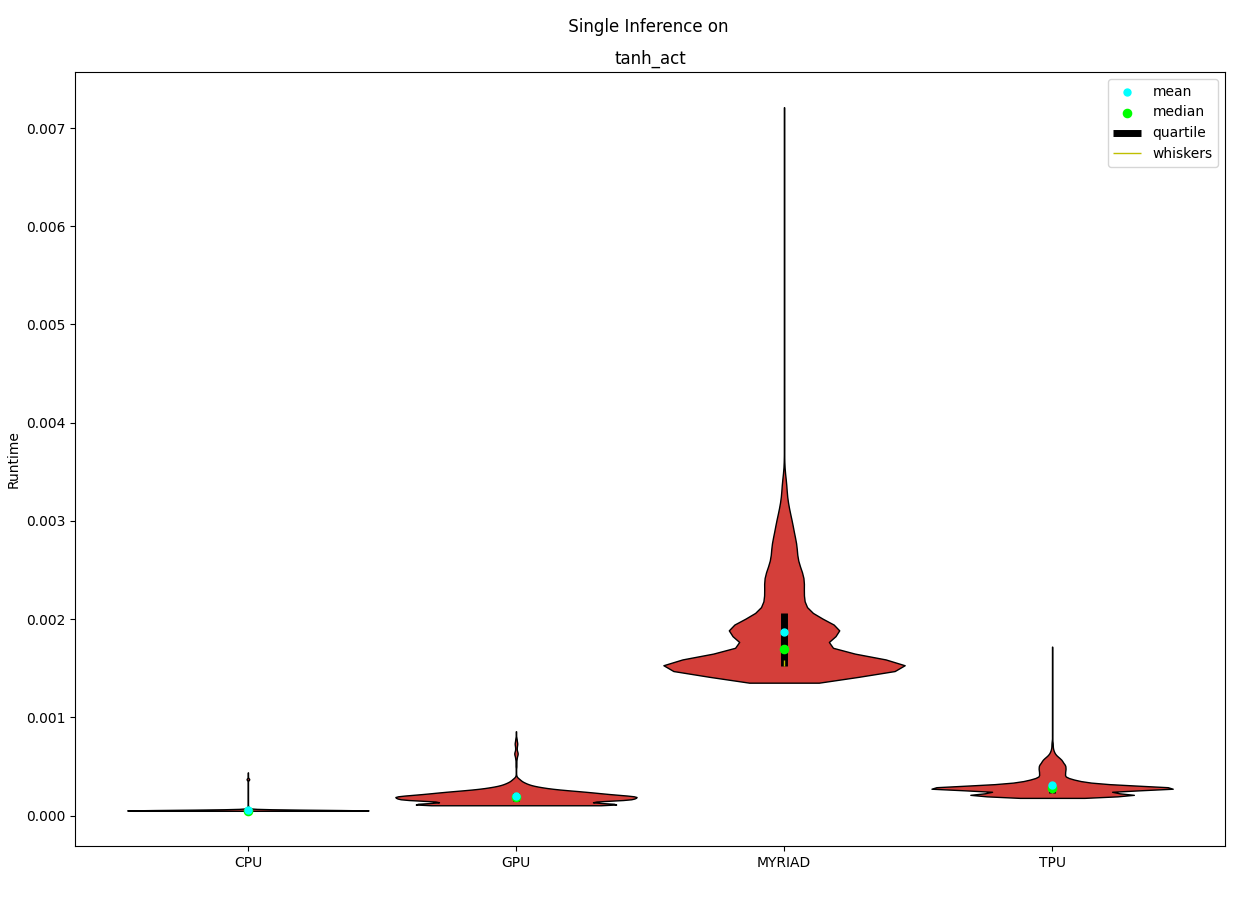 Single Inference on
tanh_act
mean
median
quartile
whiskers
0.007
0.006
0.005
0.004
0.003
0.002
0.001
0.000
Runtime
CPU
GPU
MYRIAD
TPU